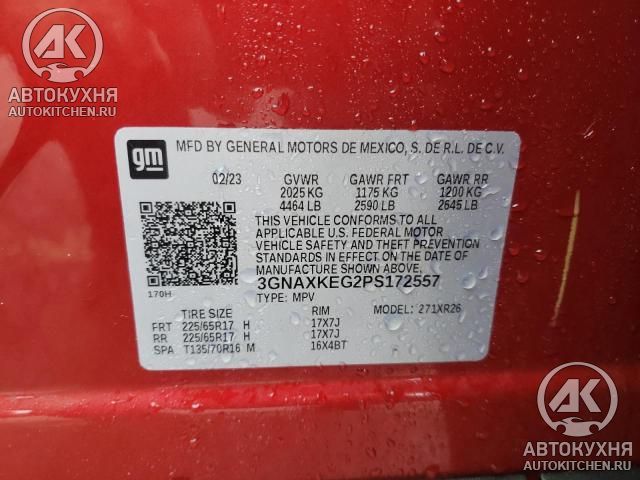 AK
АВТОКУХНЯ
AUTOKITCHEN.RU
gm
MFD BY GENERAL MOTORS DE MEXICO, S. DE R.L. DE C.V.
02/23 GVWR GAWR FRT GAWR RR
2025 KG 1175 KG 1200 KG
4464 LB 2590 LB 2645 LB
THIS VEHICLE CONFORMS TO ALL
APPLICABLE U.S. FEDERAL MOTOR
VEHICLE SAFETY AND THEFT PREVENTION
STANDARDS IN EFFECT ON THE DATE OF
MANUFACTURE SHOWN ABOVE.
3GNAXKEG2PS172557
170H
TYPE: MPV
MODEL: 271XR26
TIRE SIZE RIM
FRT 225/65R17 H 17X7J
RR 225/65R17 H 17X7J
SPA T135/70R16 M 16X4BT
AK
АВТОКУХНЯ
AUTOKITCHEN.RU